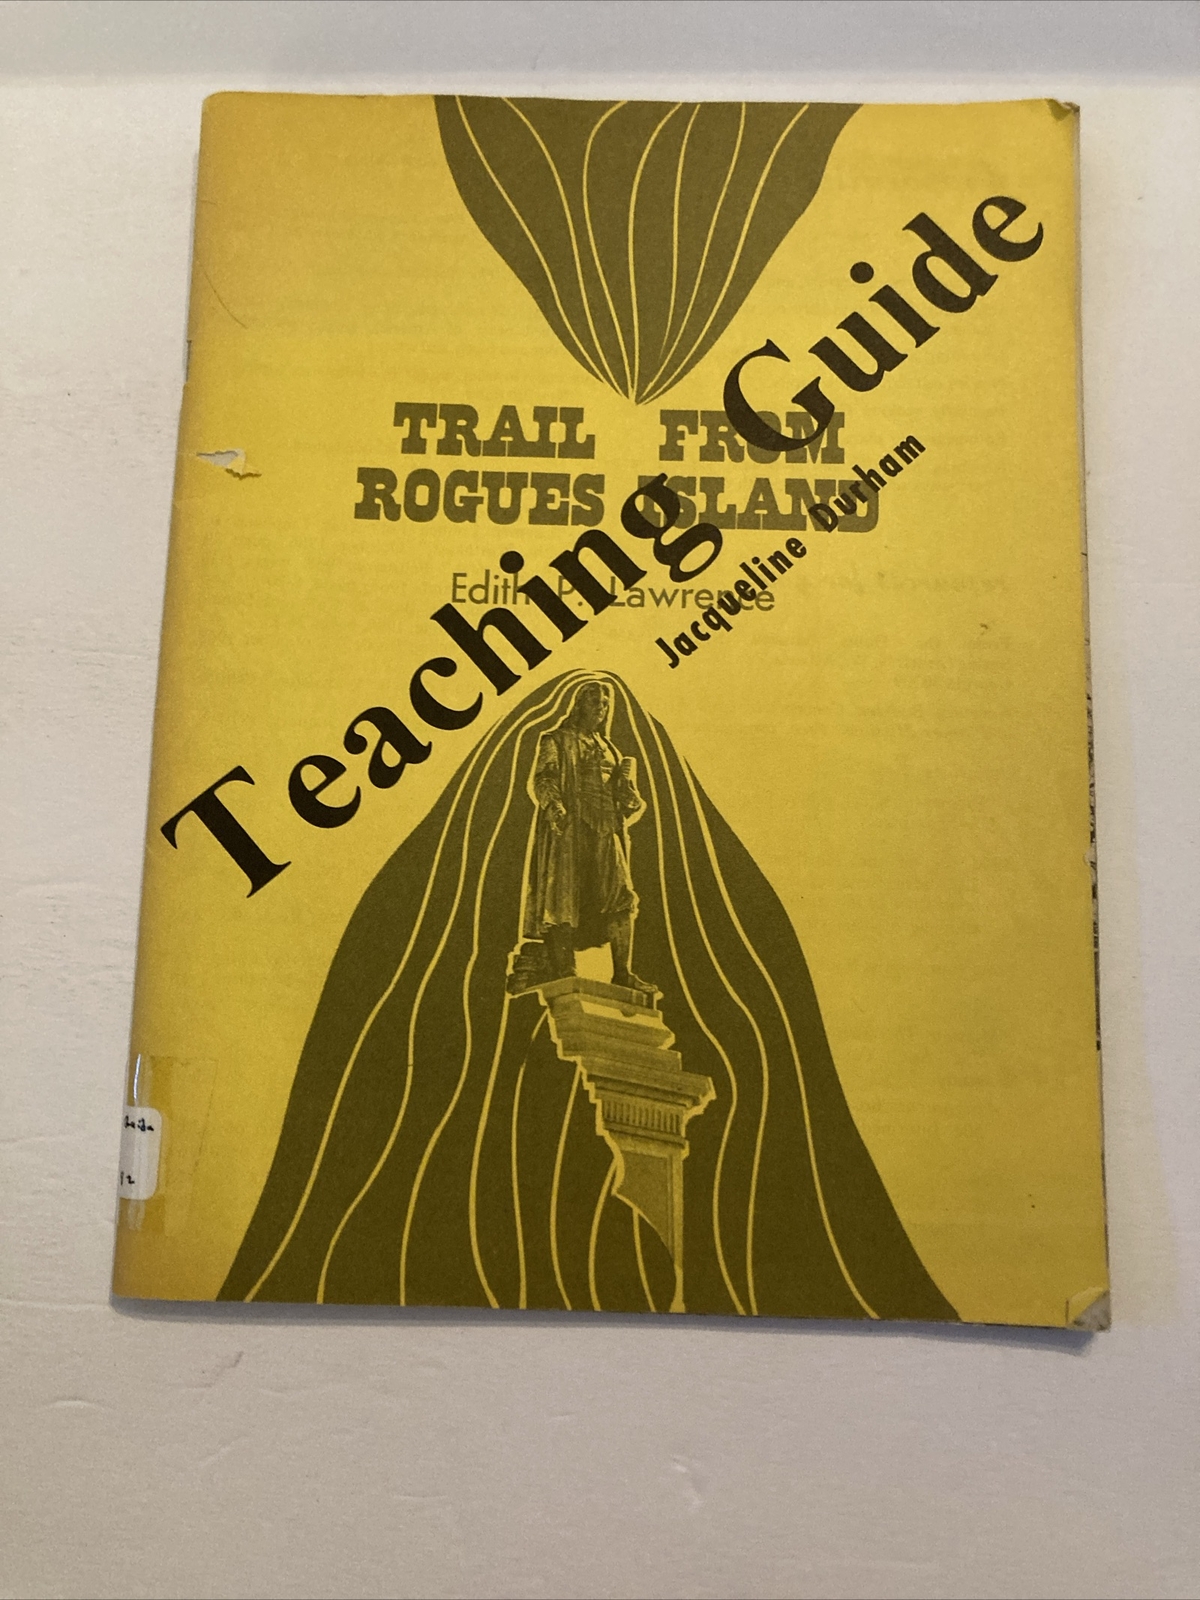 TRAIL FROM
ROGUES ISLAND
Edith P. Lawrence
Teaching Guide
Jacqueline Durham